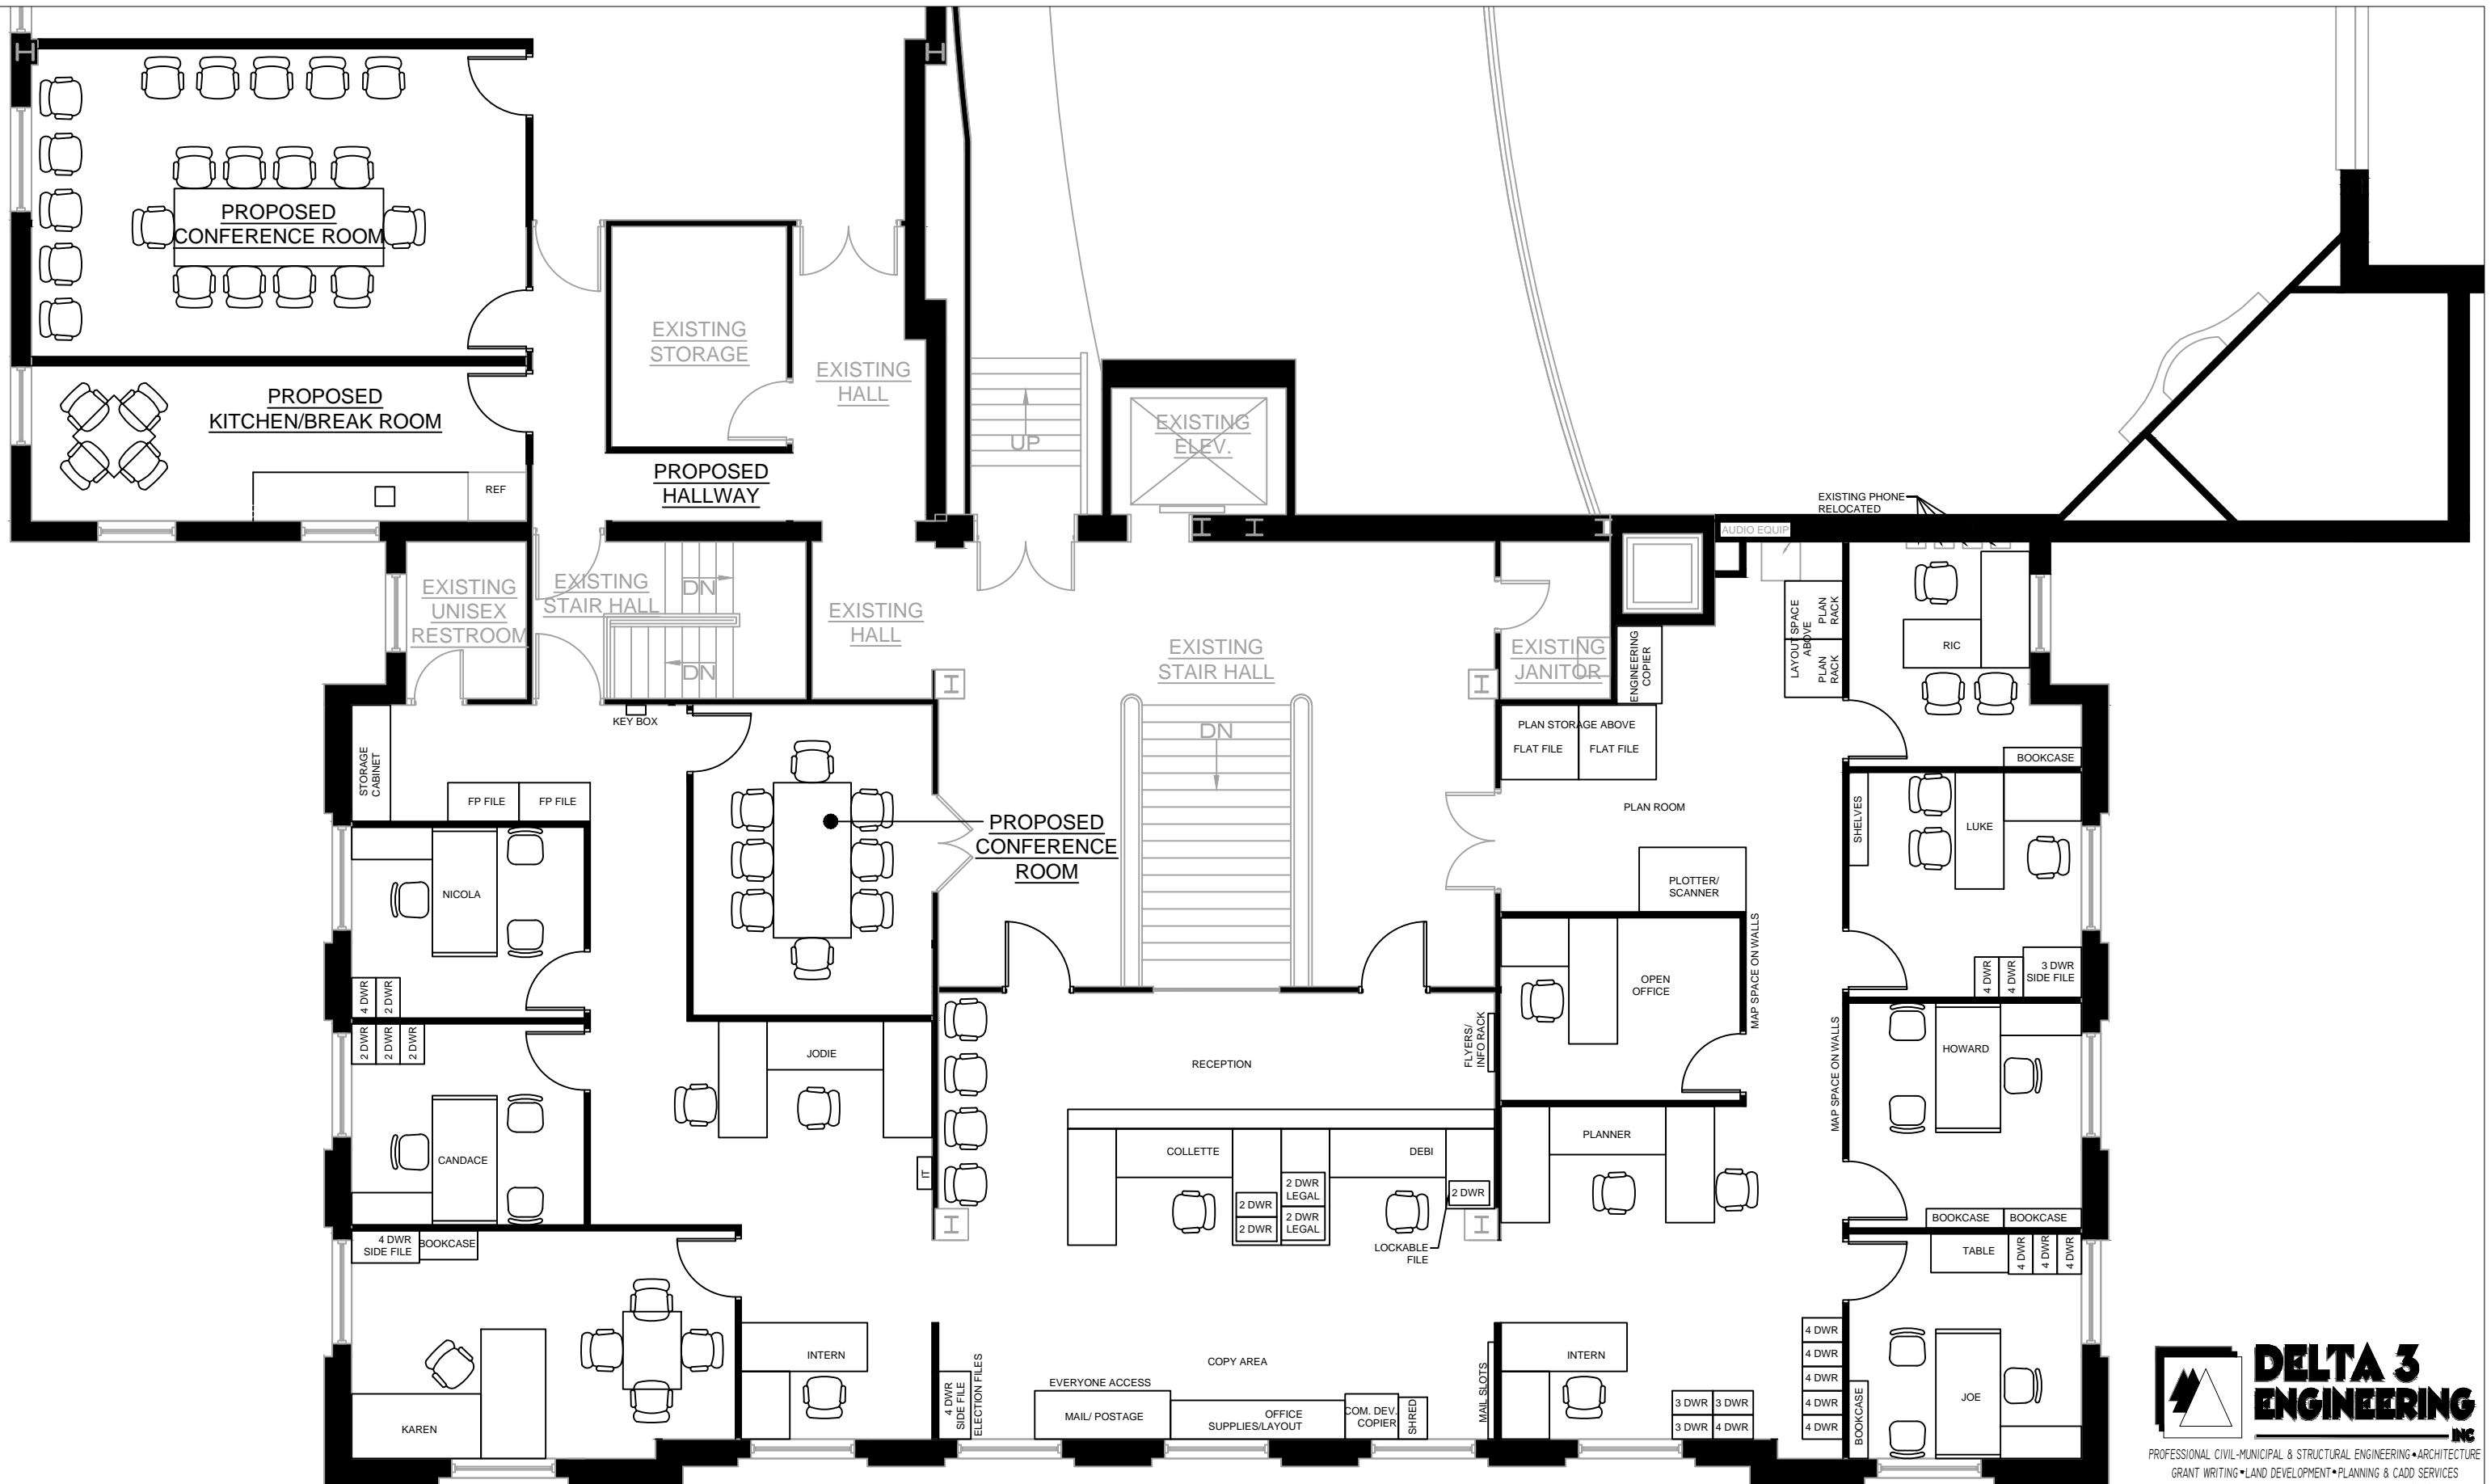 PROPOSED
CONFERENCE ROOM
EXISTING
STORAGE
EXISTING
HALL
PROPOSED
KITCHEN/BREAK ROOM
REF
PROPOSED
HALLWAY
UP
EXISTING
ELEV.
EXISTING PHONE
RELOCATED
AUDIO EQUIP
EXISTING
UNISEX
RESTROOM
EXISTING
STAIR HALL
DN
DN
EXISTING
HALL
EXISTING
STAIR HALL
DN
EXISTING
JANITOR
ENGINEERING
COPIER
LAYOUT SPACE
ABOVE
PLAN
RACK
PLAN
RACK
RIC
BOOKCASE
KEY BOX
STORAGE
CABINET
FP FILE
FP FILE
PLAN STORAGE ABOVE
FLAT FILE
FLAT FILE
PLAN ROOM
PROPOSED
CONFERENCE
ROOM
PLOTTER/
SCANNER
SHELVES
LUKE
4 DWR
4 DWR
3 DWR
SIDE FILE
NICOLA
4 DWR
2 DWR
2 DWR
2 DWR
2 DWR
CANDACE
JODIE
IT
RECEPTION
FLYERS/
INFO RACK
OPEN
OFFICE
MAP SPACE ON WALLS
MAP SPACE ON WALLS
HOWARD
BOOKCASE
BOOKCASE
COLLETTE
2 DWR
2 DWR
2 DWR
LEGAL
2 DWR
LEGAL
DEBI
2 DWR
LOCKABLE
FILE
PLANNER
4 DWR
SIDE FILE
BOOKCASE
KAREN
INTERN
4 DWR
SIDE FILE
ELECTION FILES
COPY AREA
EVERYONE ACCESS
MAIL/ POSTAGE
OFFICE
SUPPLIES/LAYOUT
COM. DEV.
COPIER
SHRED
MAIL SLOTS
INTERN
3 DWR
3 DWR
3 DWR
4 DWR
4 DWR
4 DWR
4 DWR
4 DWR
4 DWR
TABLE
4 DWR
4 DWR
4 DWR
BOOKCASE
JOE
DELTA 3
ENGINEERING
INC
PROFESSIONAL CIVIL-MUNICIPAL & STRUCTURAL ENGINEERING•ARCHITECTURE
GRANT WRITING•LAND DEVELOPMENT•PLANNING & CADD SERVICES